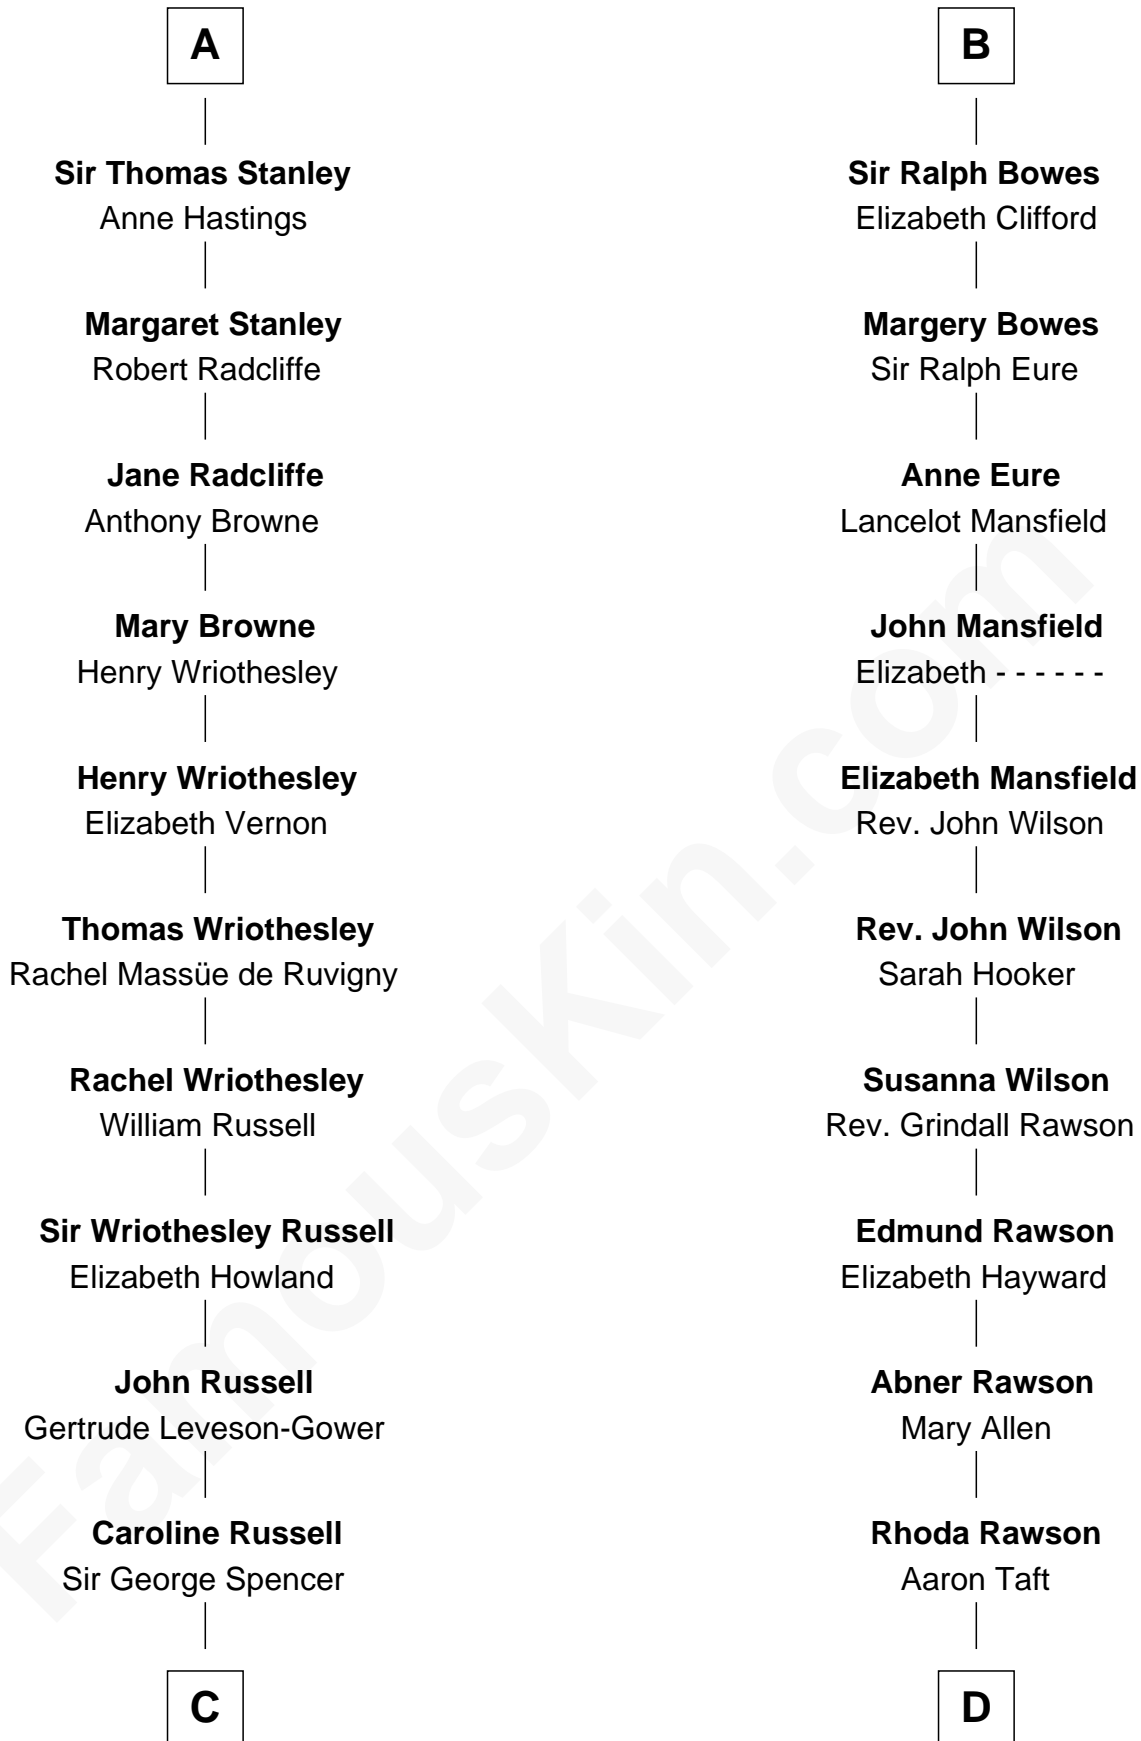 A
Sir Thomas Stanley
Anne Hastings
Margaret Stanley
Robert Radcliffe
Jane Radcliffe
Anthony Browne
Mary Browne
Henry Wriothesley
Henry Wriothesley
Elizabeth Vernon
Thomas Wriothesley
Rachel Massüe de Ruvigny
Rachel Wriothesley
William Russell
Sir Wriothesley Russell
Elizabeth Howland
John Russell
Gertrude Leveson-Gower
Caroline Russell
Sir George Spencer
C
B
Sir Ralph Bowes
Elizabeth Clifford
Margery Bowes
Sir Ralph Eure
Anne Eure
Lancelot Mansfield
John Mansfield
Elizabeth - - - - - -
Elizabeth Mansfield
Rev. John Wilson
Rev. John Wilson
Sarah Hooker
Susanna Wilson
Rev. Grindall Rawson
Edmund Rawson
Elizabeth Hayward
Abner Rawson
Mary Allen
Rhoda Rawson
Aaron Taft
D
FamousKin.com